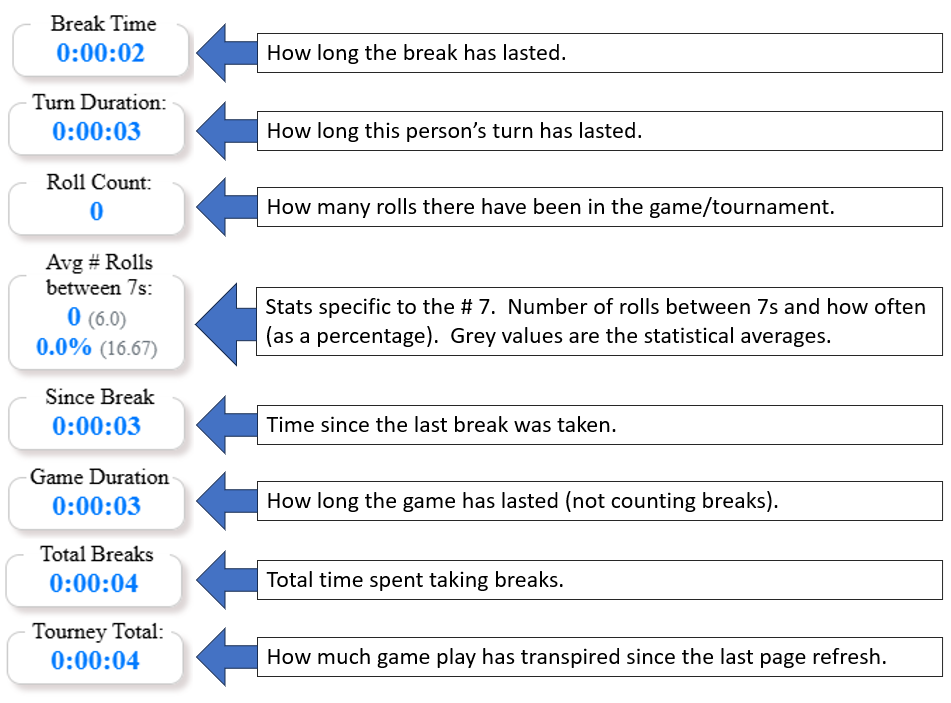 Break Time
0:00:02
How long the break has lasted.
Turn Duration:
0:00:03
How long this person’s turn has lasted.
Roll Count:
0
How many rolls there have been in the game/tournament.
Avg # Rolls
between 7s:
0 (6.0)
0.0% (16.67)
Stats specific to the # 7.  Number of rolls between 7s and how often
(as a percentage).  Grey values are the statistical averages.
Since Break
0:00:03
Time since the last break was taken.
Game Duration
0:00:03
How long the game has lasted (not counting breaks).
Total Breaks
0:00:04
Total time spent taking breaks.
Tourney Total:
0:00:04
How much game play has transpired since the last page refresh.